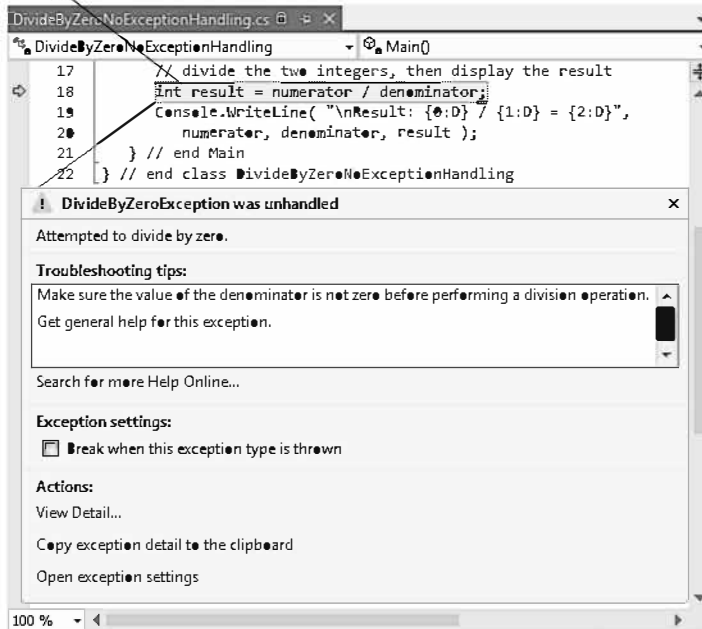 DivideByZeroNoExceptionHandling.cs
DivideByZeroNoExceptionHandling Main()
17 // divide the two integers, then display the result
18 int result = numerator / denominator;
19 Console.WriteLine( "\nResult: {0:D} / {1:D} = {2:D}",
20 numerator, denominator, result );
21 } // end Main
22 } // end class DivideByZeroNoExceptionHandling
DivideByZeroException was unhandled
Attempted to divide by zero.
Troubleshooting tips:
Make sure the value of the denominator is not zero before performing a division operation.
Get general help for this exception.
Search for more Help Online...
Exception settings:
Break when this exception type is thrown
Actions:
View Detail...
Copy exception detail to the clipboard
Open exception settings
100 %